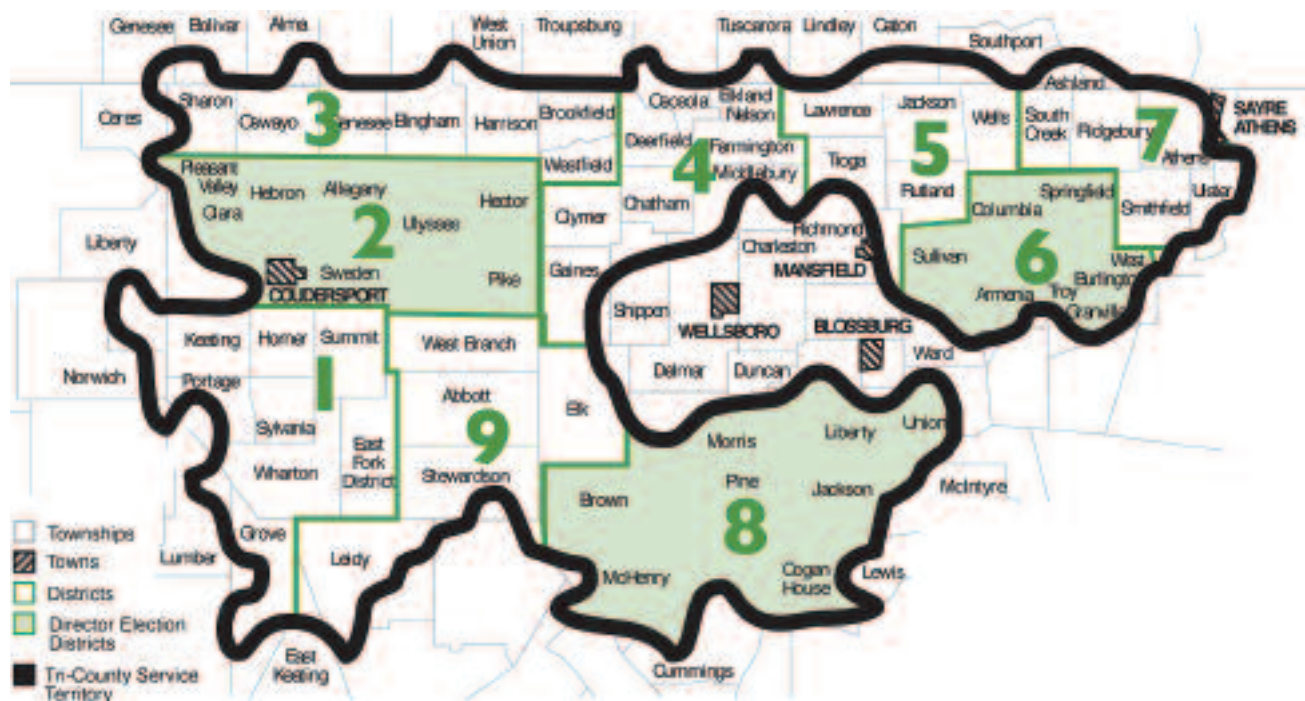 Genesee
Bolivar
Alma
West
Union
Troupsburg
Tuscarora
Lindley
Caton
Southport
Ceres
Sharon
Oswayo
3
Genesee
Bingham
Harrison
Brookfield
Westfield
Osceola
Elkland
Nelson
Deerfield
4
Farmington
Middlebury
Chatham
Lawrence
Jackson
Wells
5
Tioga
Rutland
Ashland
South
Creek
Ridgebury
7
Athens
SAYRE
ATHENS
Ulster
Smithfield
Pleasant
Valley
Clara
Hebron
Allegany
2
Ulysses
Hector
Sweden
Pike
COUDERSPORT
Clymer
Gaines
Liberty
Richmond
Charleston
MANSFIELD
Shippen
WELLSBORO
BLOSSBURG
Delmar
Duncan
Ward
Springfield
Columbia
Sullivan
6
West
Burlington
Armenia
Troy
Granville
Norwich
Keating
Homer
Summit
Portage
1
Sylvania
Wharton
East
Fork
District
West Branch
Abbott
9
Stewardson
Elk
Grove
Leidy
Lumber
East
Keating
Morris
Liberty
Union
Brown
Pine
Jackson
8
McHenry
Cogan
House
McIntyre
Lewis
Cummings
Townships
Towns
Districts
Director Election
Districts
Tri-County Service
Territory